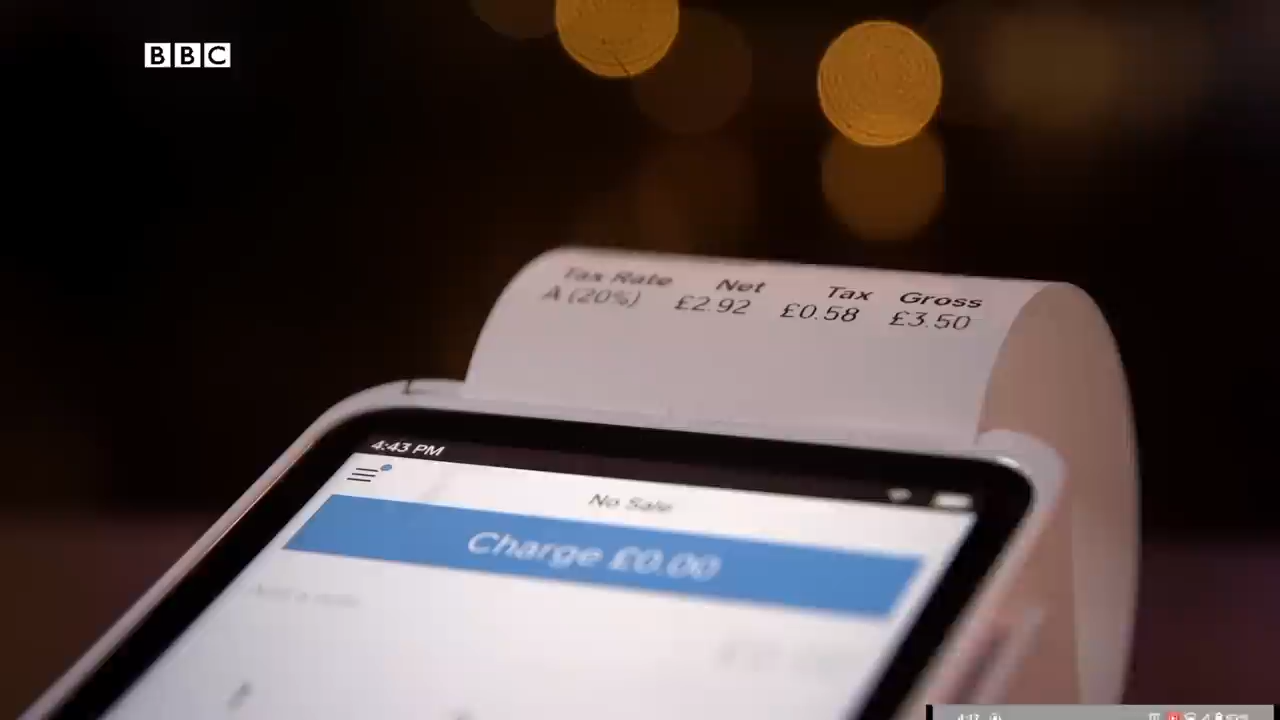 BBC
Tax Rate Net Tax Gross
A (20%) £2.92 £0.58 £3.50
4:43 PM
No Sale
Charge £0.00